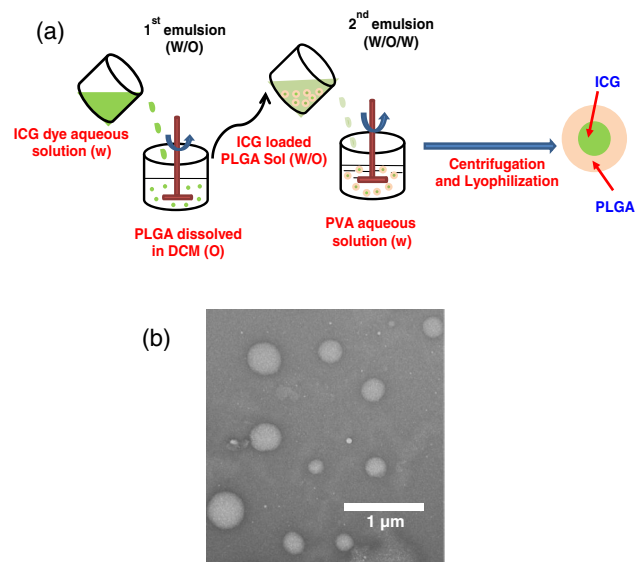 (a)
1st emulsion
(W/O)
2nd emulsion
(W/O/W)
ICG dye aqueous
solution (w)
ICG loaded
PLGA Sol (W/O)
PLGA dissolved
in DCM (O)
PVA aqueous
solution (w)
Centrifugation
and Lyophilization
ICG
PLGA
(b)
1 µm